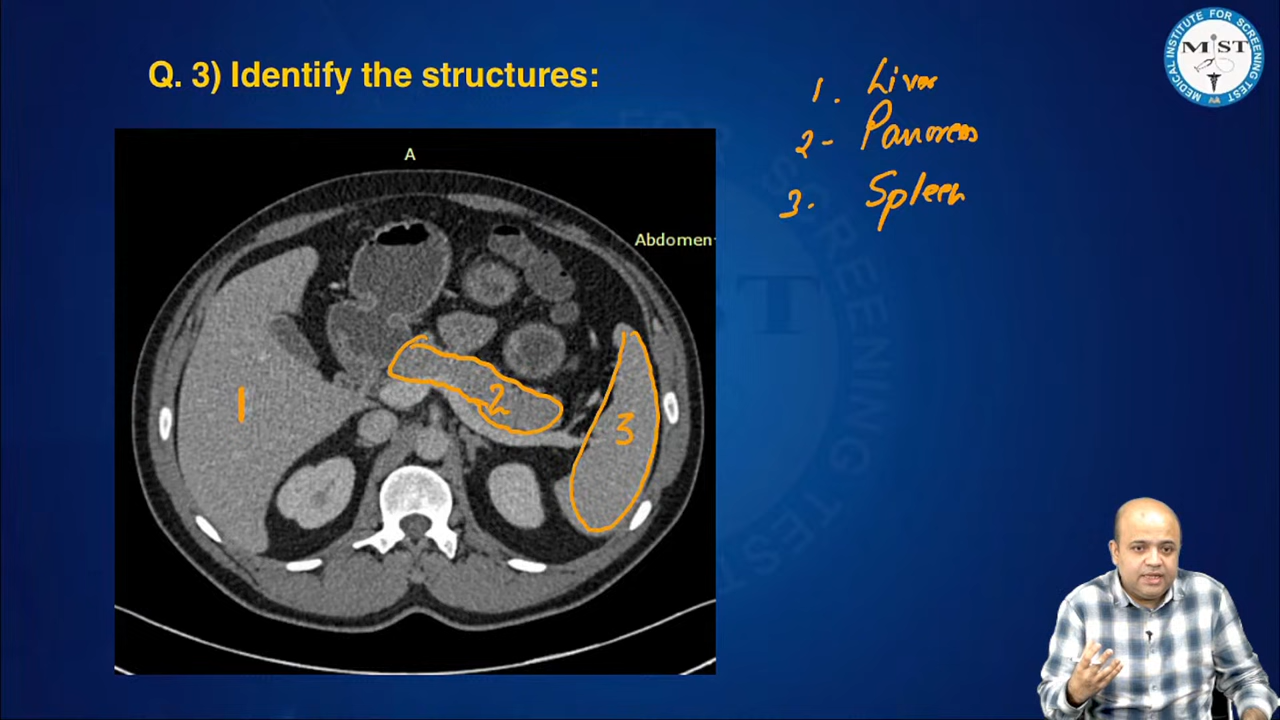 Q. 3) Identify the structures:
1. Liver
2- Pancreas
3. Spleen
MEDICAL INSTITUTE FOR SCREENING TEST
MIST
A
Abdomen
1
2
3